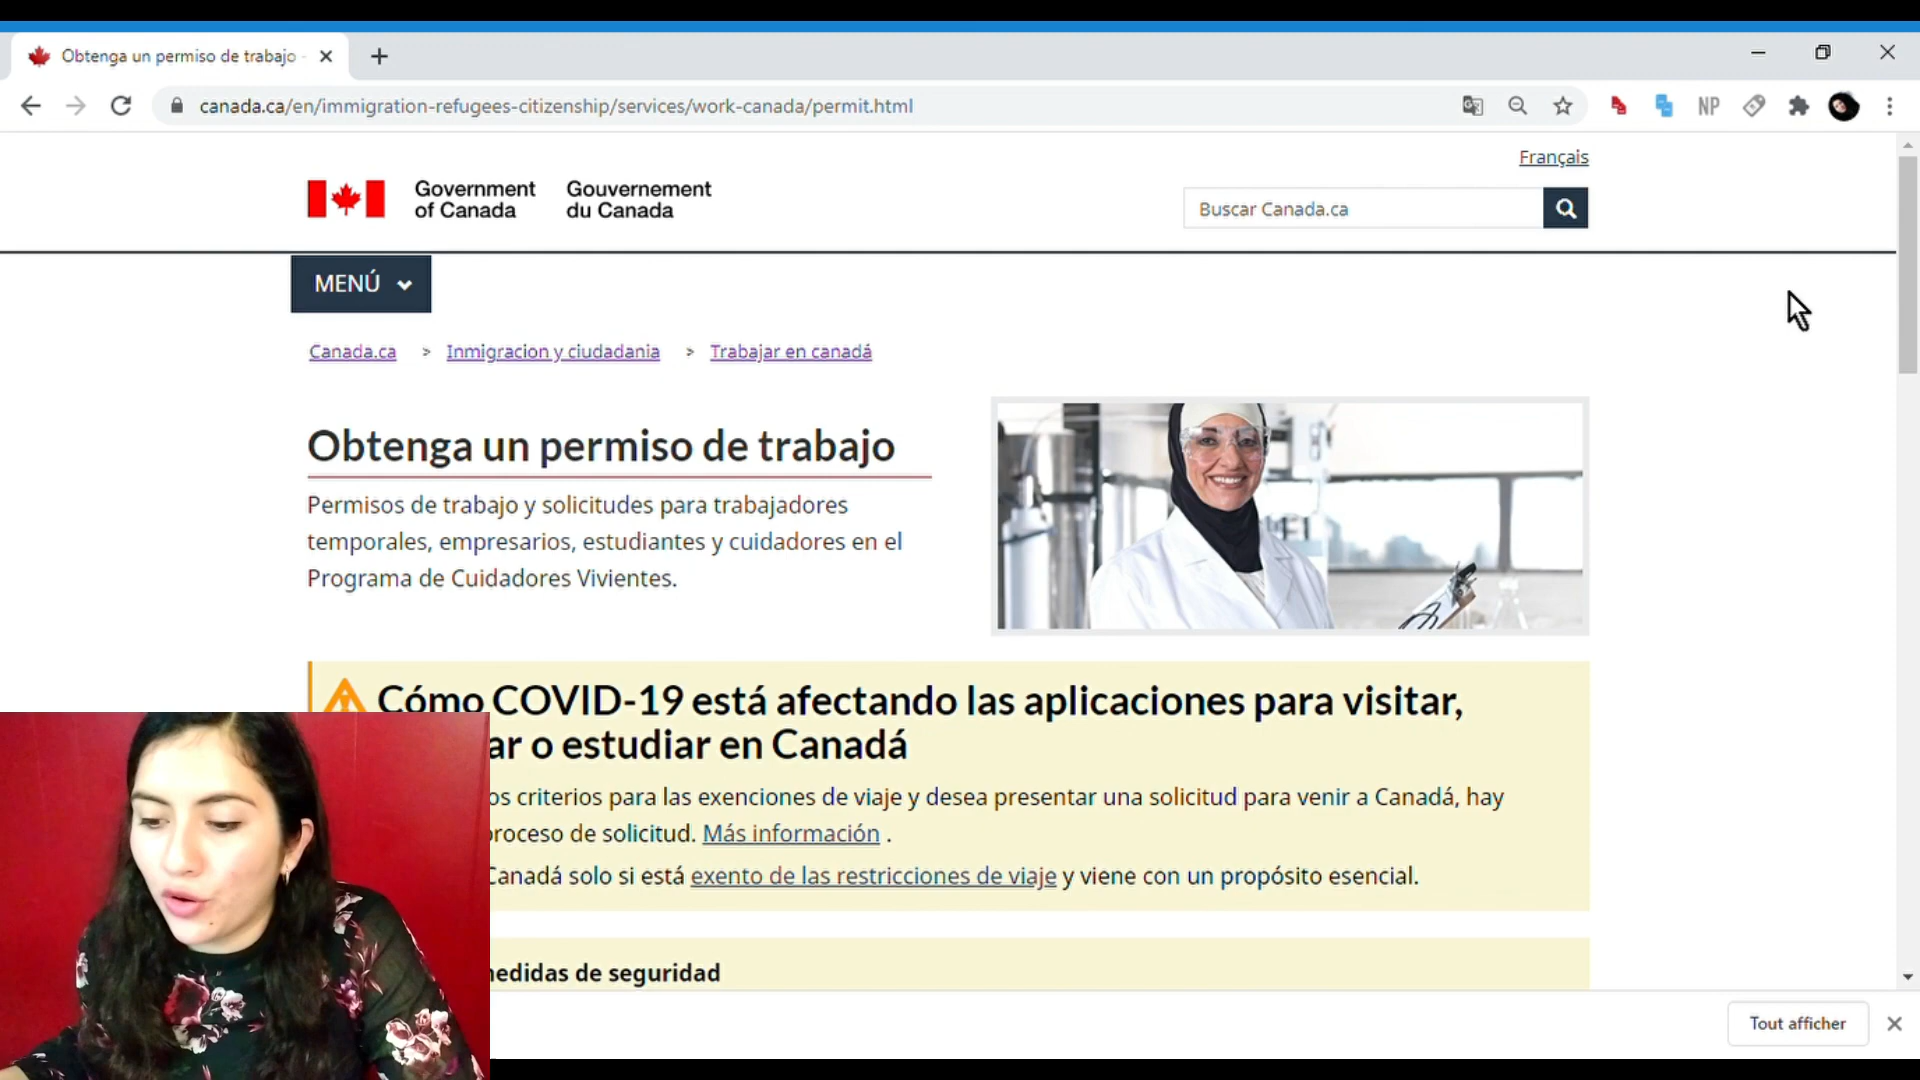 Obtenga un permiso de trabajo -
canada.ca/en/immigration-refugees-citizenship/services/work-canada/permit.html
NP
Français
Government of Canada
Gouvernement du Canada
Buscar Canada.ca
MENÚ
Canada.ca > Inmigracion y ciudadania > Trabajar en canadá
Obtenga un permiso de trabajo
Permisos de trabajo y solicitudes para trabajadores
temporales, empresarios, estudiantes y cuidadores en el
Programa de Cuidadores Vivientes.
Cómo COVID-19 está afectando las aplicaciones para visitar,
ar o estudiar en Canadá
os criterios para las exenciones de viaje y desea presentar una solicitud para venir a Canadá, hay
roceso de solicitud. Más información .
Canadá solo si está exento de las restricciones de viaje y viene con un propósito esencial.
nedidas de seguridad
Tout afficher